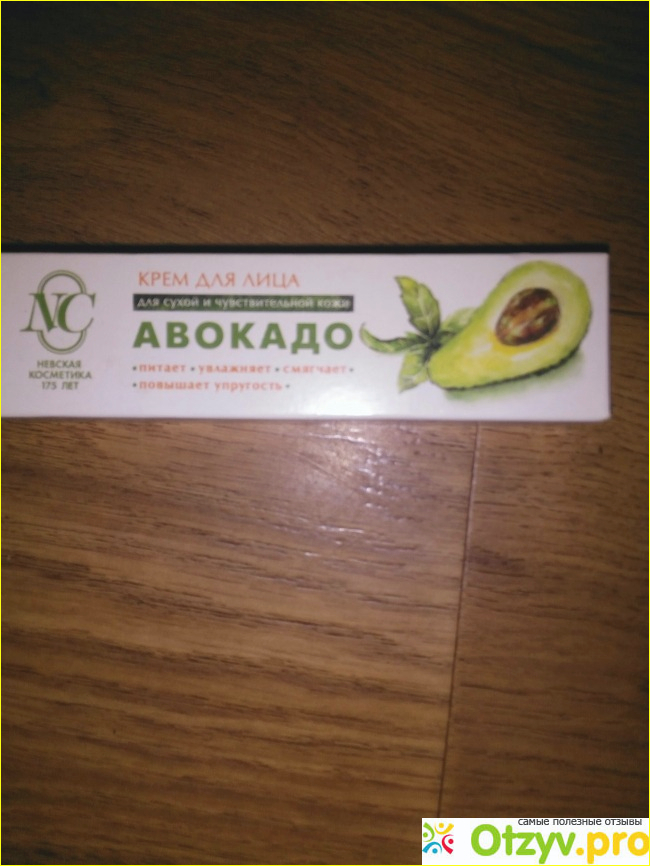 NC
НЕВСКАЯ
КОСМЕТИКА
175 ЛЕТ
КРЕМ ДЛЯ ЛИЦА
для сухой и чувствительной кожи
АВОКАДО
•питает •увлажняет •смягчает•
•повышает упругость•
самые полезные отзывы
Otzyv.pro